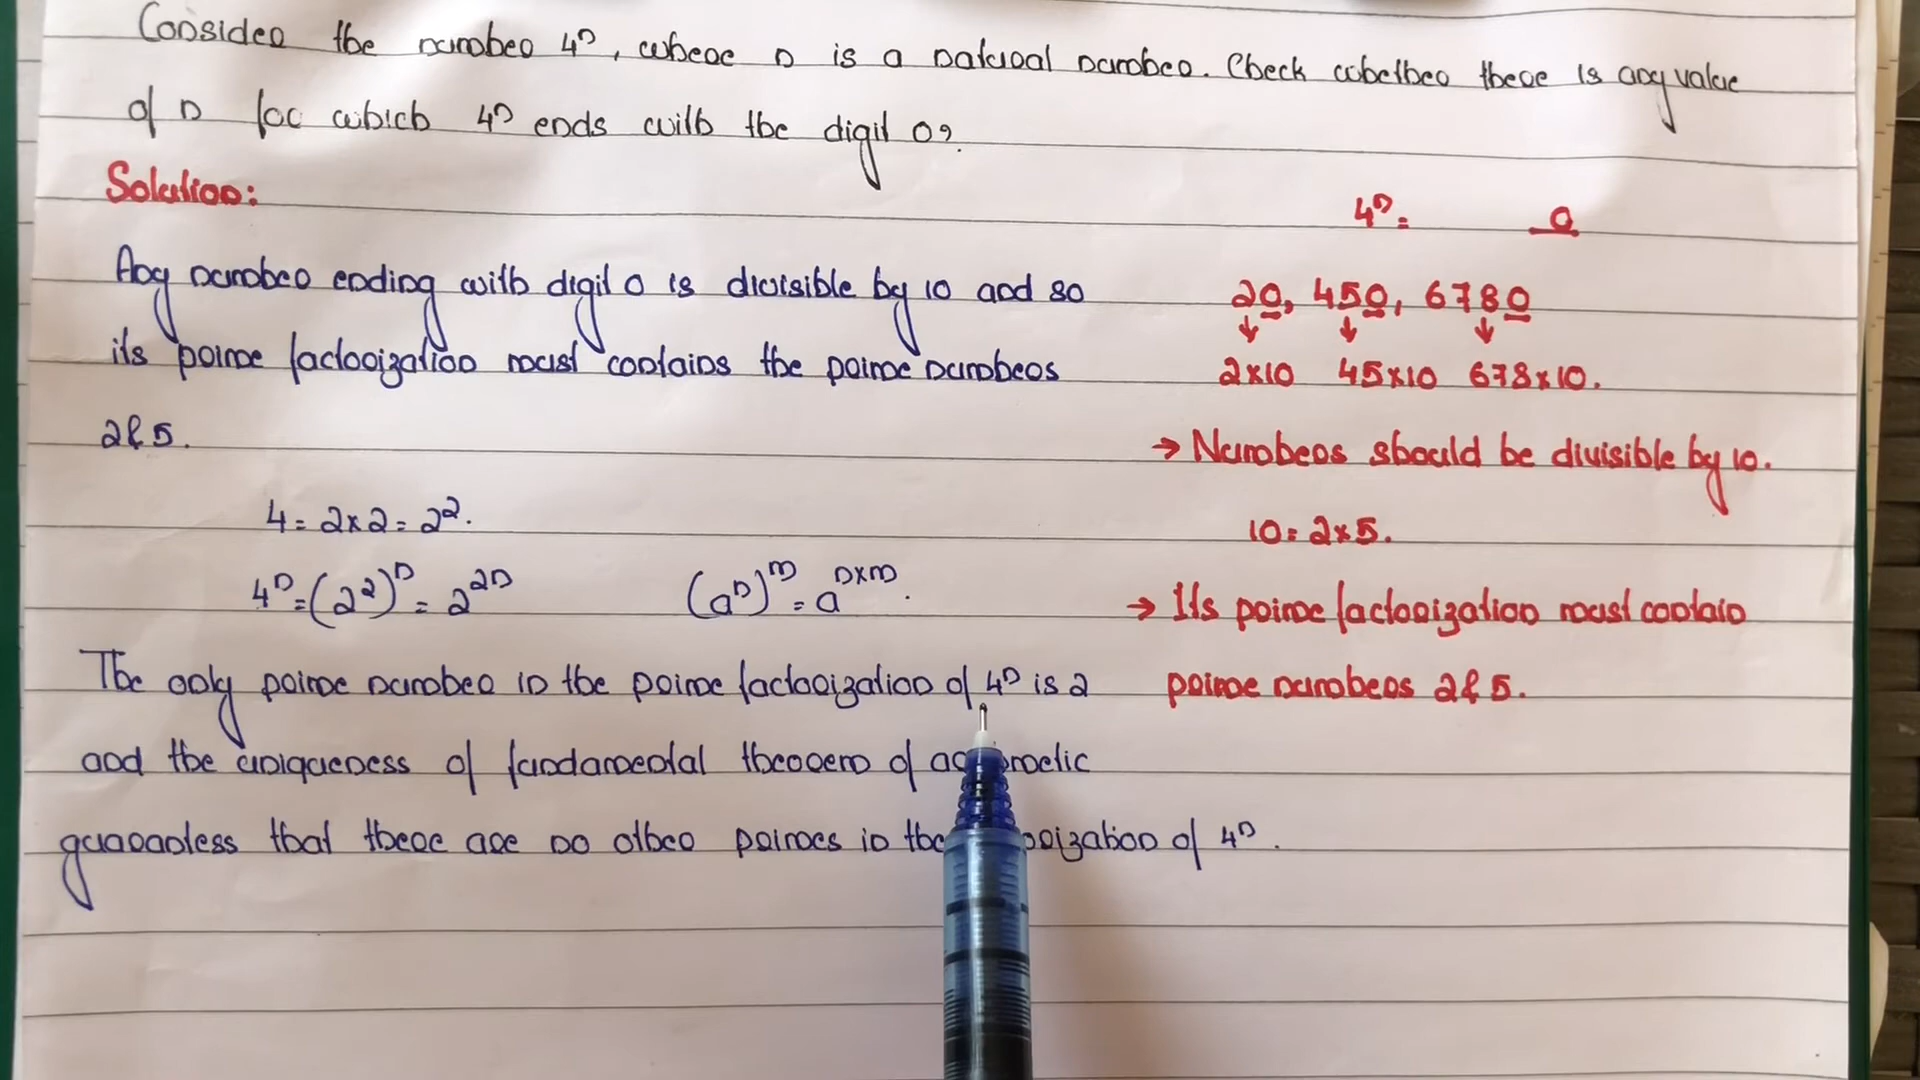 Consider the number 4ⁿ, where n is a natural number. Check whether there is any value
of n for which 4ⁿ ends with the digit 0?
Solution:
4ⁿ = 0
Any number ending with digit 0 is divisible by 10 and so
its prime factorization must contains the prime numbers
2 & 5.
20, 450, 6780
↓ ↓ ↓
2×10 45×10 678×10.
→ Numbers should be divisible by 10.
10 = 2×5.
→ Its prime factorization must contain
prime numbers 2 & 5.
4 = 2×2 = 2².
4ⁿ = (2²)ⁿ = 2²ⁿ (aⁿ)ᵐ = aⁿˣᵐ.
The only prime number in the prime factorization of 4ⁿ is 2
and the uniqueness of fundamental theorem of
guarantess that there are no other primes in the of 4ⁿ.